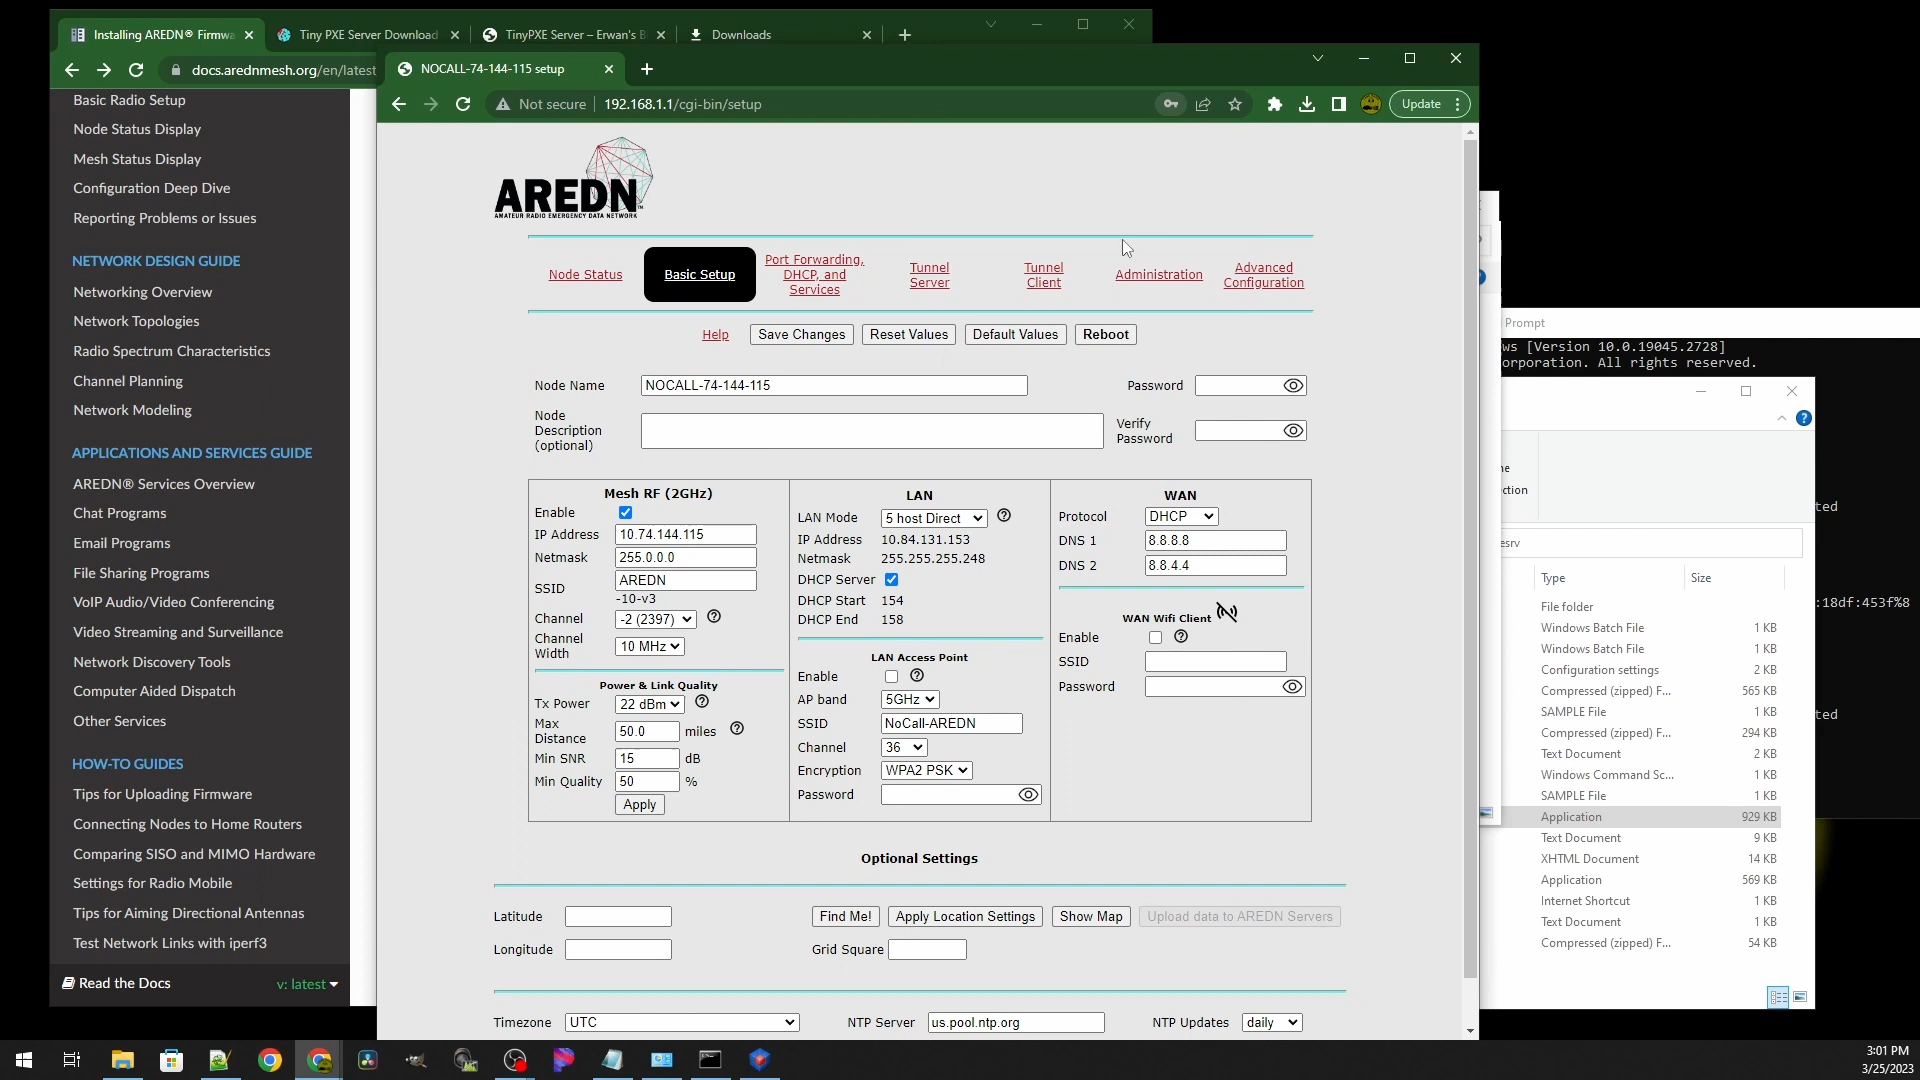 Installing AREDN® Firmwa
Tiny PXE Server Download
TinyPXE Server – Erwan's B
Downloads
docs.arednmesh.org/en/latest
Basic Radio Setup
Node Status Display
Mesh Status Display
Configuration Deep Dive
Reporting Problems or Issues
NETWORK DESIGN GUIDE
Networking Overview
Network Topologies
Radio Spectrum Characteristics
Channel Planning
Network Modeling
APPLICATIONS AND SERVICES GUIDE
AREDN® Services Overview
Chat Programs
Email Programs
File Sharing Programs
VoIP Audio/Video Conferencing
Video Streaming and Surveillance
Network Discovery Tools
Computer Aided Dispatch
Other Services
HOW-TO GUIDES
Tips for Uploading Firmware
Connecting Nodes to Home Routers
Comparing SISO and MIMO Hardware
Settings for Radio Mobile
Tips for Aiming Directional Antennas
Test Network Links with iperf3
Read the Docs v: latest
NOCALL-74-144-115 setup
Not secure 192.168.1.1/cgi-bin/setup
Update
AREDN
AMATEUR RADIO EMERGENCY DATA NETWORK
Node Status
Basic Setup
Port Forwarding,
DHCP, and
Services
Tunnel
Server
Tunnel
Client
Administration
Advanced
Configuration
Help Save Changes Reset Values Default Values Reboot
Node Name NOCALL-74-144-115 Password
Node
Description
(optional)
Verify
Password
Mesh RF (2GHz)
Enable
IP Address 10.74.144.115
Netmask 255.0.0.0
SSID AREDN
-10-v3
Channel -2 (2397)
Channel
Width 10 MHz
Power & Link Quality
Tx Power 22 dBm
Max
Distance 50.0 miles
Min SNR 15 dB
Min Quality 50 %
Apply
LAN
LAN Mode 5 host Direct
IP Address 10.84.131.153
Netmask 255.255.255.248
DHCP Server
DHCP Start 154
DHCP End 158
LAN Access Point
Enable
AP band 5GHz
SSID NoCall-AREDN
Channel 36
Encryption WPA2 PSK
Password
WAN
Protocol DHCP
DNS 1 8.8.8.8
DNS 2 8.8.4.4
WAN Wifi Client
Enable
SSID
Password
Optional Settings
Latitude Find Me! Apply Location Settings Show Map Upload data to AREDN Servers
Longitude Grid Square
Timezone UTC NTP Server us.pool.ntp.org NTP Updates daily
Prompt
ws [Version 10.0.19045.2728]
orporation. All rights reserved.
ne
ction
ted
esrv
Type Size
File folder
:18df:453f%8
Windows Batch File 1 KB
Windows Batch File 1 KB
Configuration settings 2 KB
Compressed (zipped) F... 565 KB
SAMPLE File 1 KB
ted
Compressed (zipped) F... 294 KB
Text Document 2 KB
Windows Command Sc... 1 KB
SAMPLE File 1 KB
Application 929 KB
Text Document 9 KB
XHTML Document 14 KB
Application 569 KB
Internet Shortcut 1 KB
Text Document 1 KB
Compressed (zipped) F... 54 KB
3:01 PM
3/25/2023